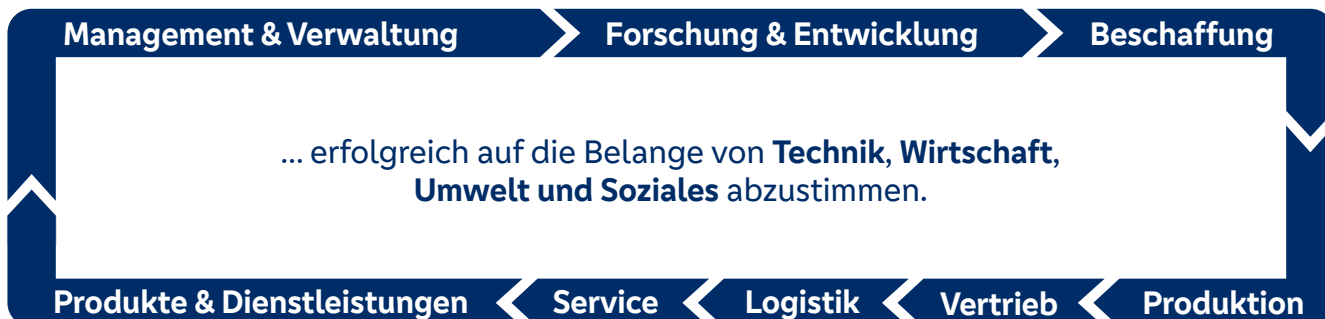 Management & Verwaltung
Forschung & Entwicklung
Beschaffung
... erfolgreich auf die Belange von Technik, Wirtschaft,
Umwelt und Soziales abzustimmen.
Produkte & Dienstleistungen
Service
Logistik
Vertrieb
Produktion